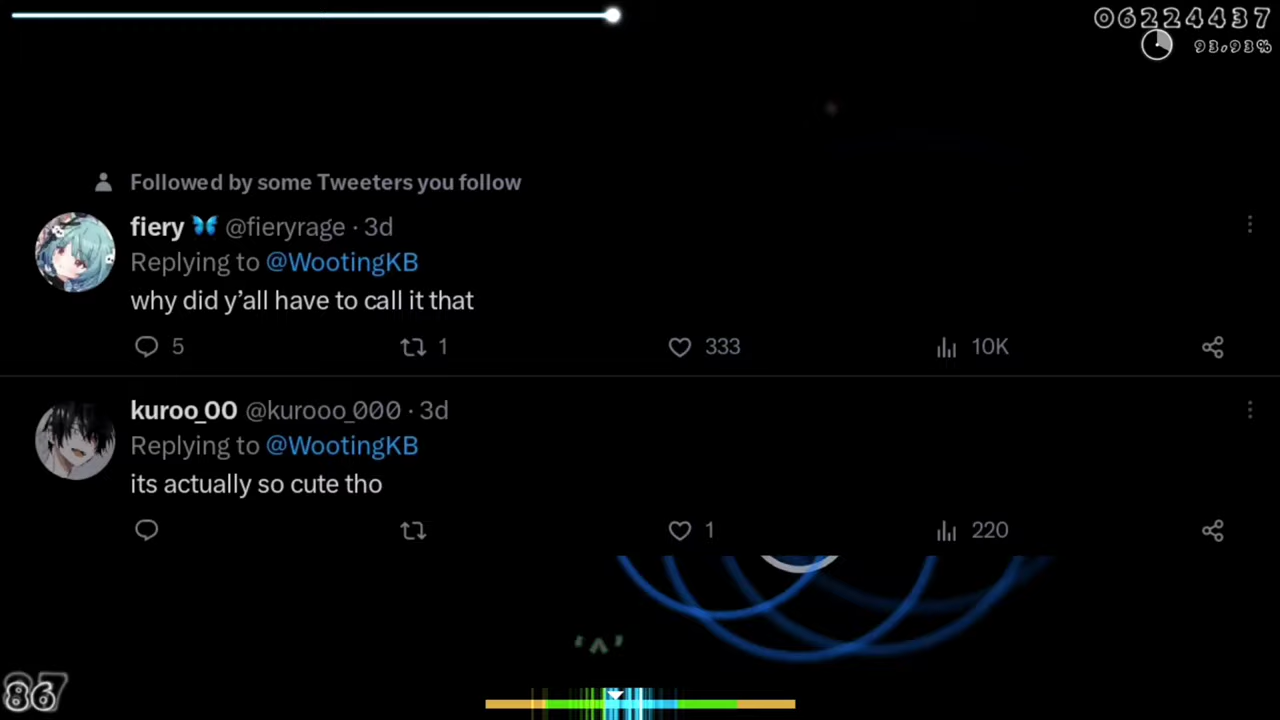 06224437
93.93%
Followed by some Tweeters you follow
fiery 🦋 @fieryrage · 3d
Replying to @WootingKB
why did y’all have to call it that
5 1 333 10K
kuroo_00 @kurooo_000 · 3d
Replying to @WootingKB
its actually so cute tho
1 220
86